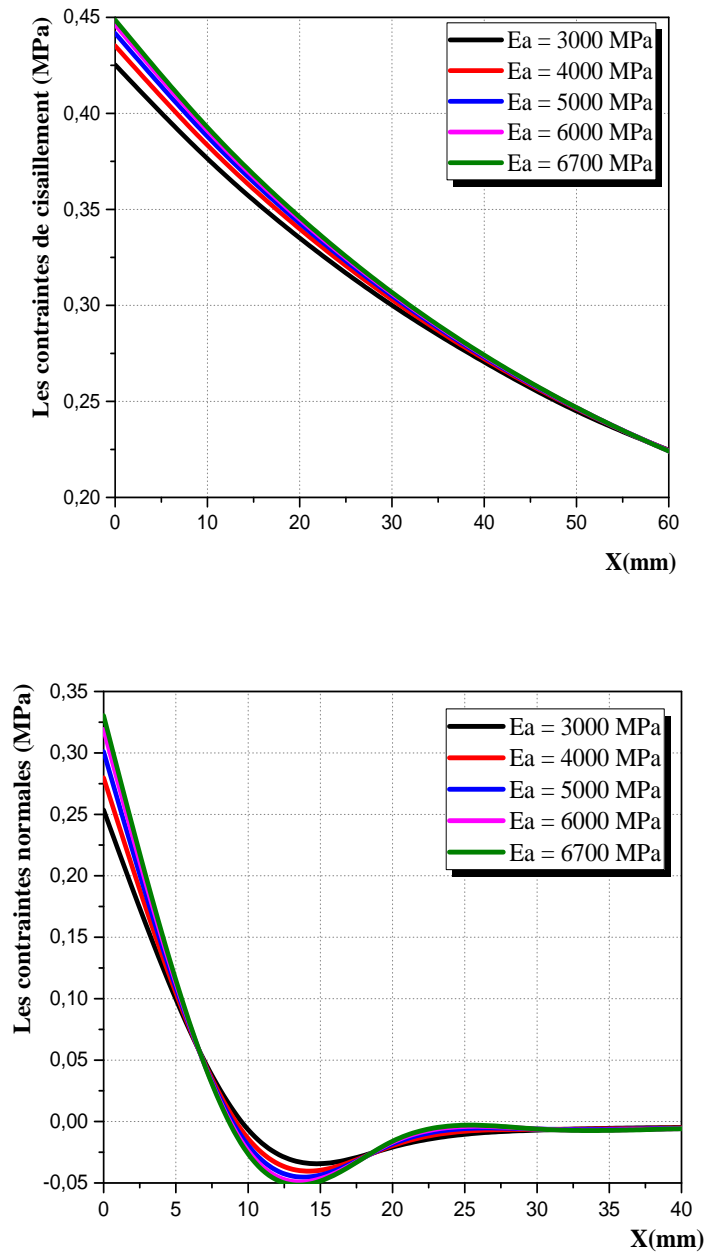 Les contraintes de cisaillement (MPa)
0,45
0,40
0,35
0,30
0,25
0,20
Ea = 3000 MPa
Ea = 4000 MPa
Ea = 5000 MPa
Ea = 6000 MPa
Ea = 6700 MPa
0 10 20 30 40 50 60
X(mm)
Les contraintes normales (MPa)
0,35
0,30
0,25
0,20
0,15
0,10
0,05
0,00
-0,05
Ea = 3000 MPa
Ea = 4000 MPa
Ea = 5000 MPa
Ea = 6000 MPa
Ea = 6700 MPa
0 5 10 15 20 25 30 35 40
X(mm)